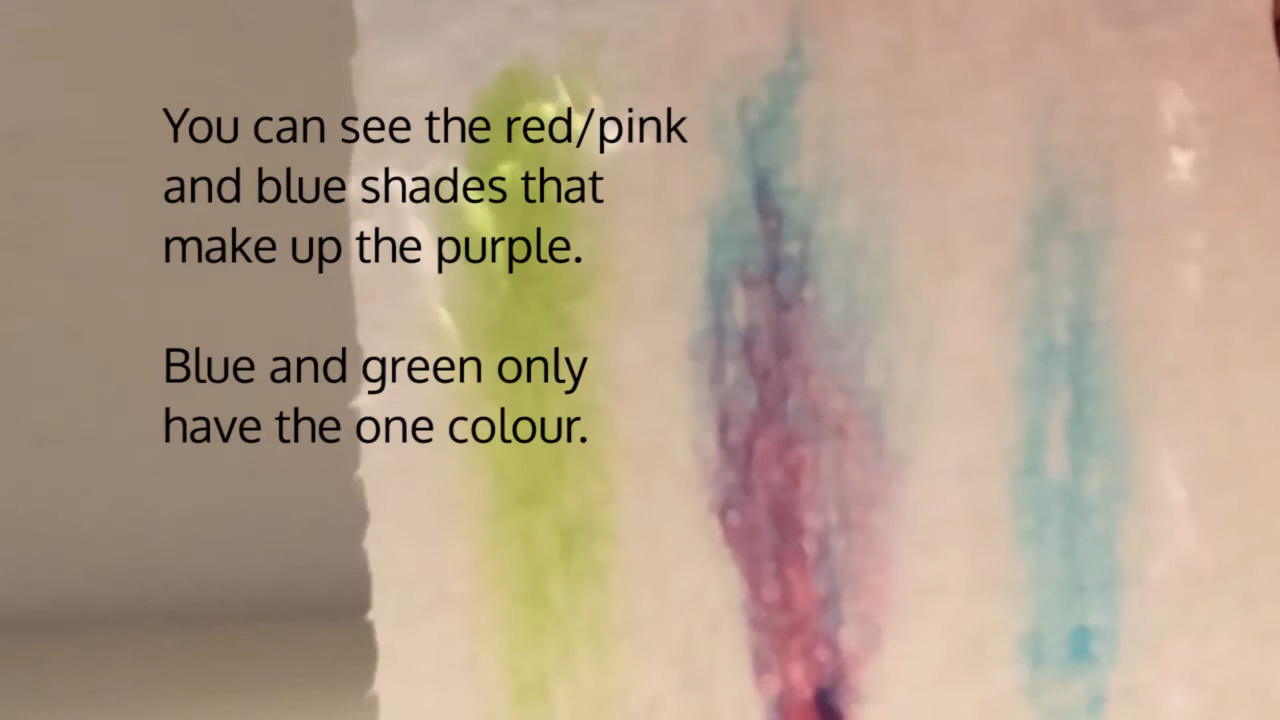 You can see the red/pink
and blue shades that
make up the purple.
Blue and green only
have the one colour.